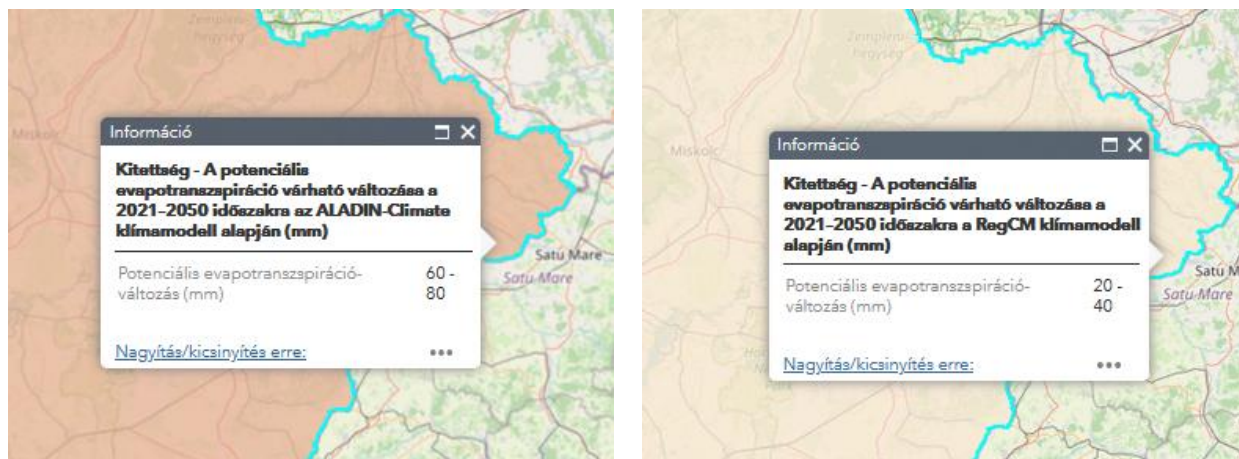 Zempléni-
hegység
Miskolc
Információ
Kitettség - A potenciális
evapotranszspiráció várható változása a
2021–2050 időszakra az ALADIN-Climate
klímamodell alapján (mm)
Potenciális evapotranszspiráció-
változás (mm)
60 -
80
Nagyítás/kicsinyítés erre:
Satu Mare
Satu Mare
Zempléni-
hegység
Miskolc
Információ
Kitettség - A potenciális
evapotranszspiráció várható változása a
2021–2050 időszakra a RegCM klímamodell
alapján (mm)
Potenciális evapotranszspiráció-
változás (mm)
20 -
40
Nagyítás/kicsinyítés erre:
Satu M
Satu Mare